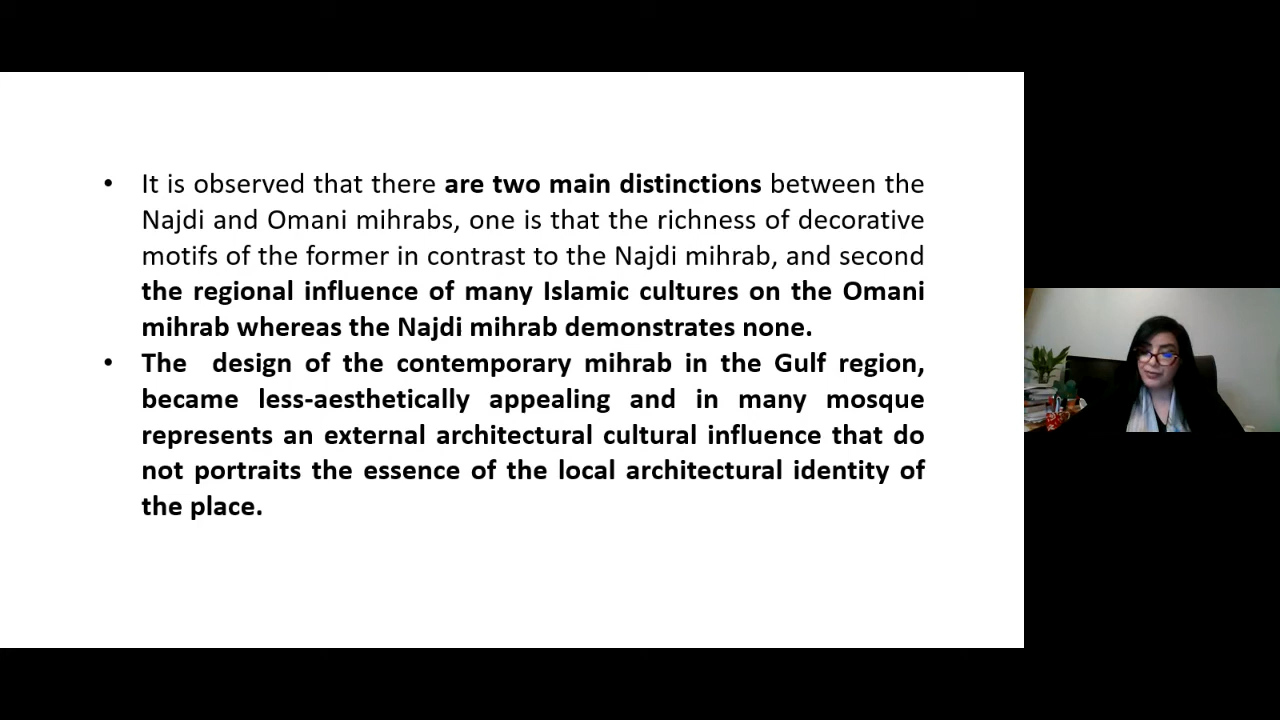 • It is observed that there are two main distinctions between the
Najdi and Omani mihrabs, one is that the richness of decorative
motifs of the former in contrast to the Najdi mihrab, and second
the regional influence of many Islamic cultures on the Omani
mihrab whereas the Najdi mihrab demonstrates none.
• The design of the contemporary mihrab in the Gulf region,
became less-aesthetically appealing and in many mosque
represents an external architectural cultural influence that do
not portraits the essence of the local architectural identity of
the place.